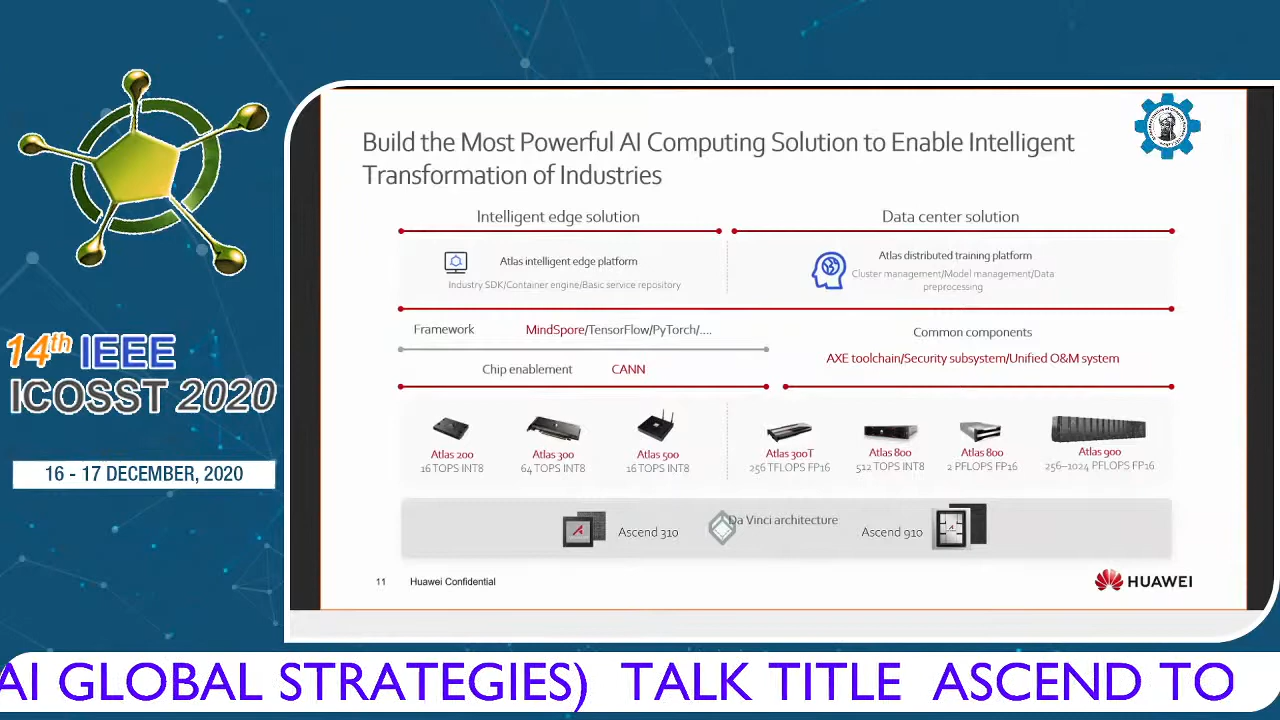 Build the Most Powerful AI Computing Solution to Enable Intelligent
Transformation of Industries
Intelligent edge solution
Data center solution
Atlas intelligent edge platform
Industry SDK/Container engine/Basic service repository
Atlas distributed training platform
Cluster management/Model management/Data
preprocessing
Framework
MindSpore/TensorFlow/PyTorch/....
Common components
AXE toolchain/Security subsystem/Unified O&M system
Chip enablement
CANN
Atlas 200
16 TOPS INT8
Atlas 300
64 TOPS INT8
Atlas 500
16 TOPS INT8
Atlas 300T
256 TFLOPS FP16
Atlas 800
512 TOPS INT8
Atlas 800
2 PFLOPS FP16
Atlas 900
256–1024 PFLOPS FP16
Ascend 310
Da Vinci architecture
Ascend 910
11
Huawei Confidential
HUAWEI
14th IEEE
ICOSST 2020
16 - 17 DECEMBER, 2020
AI GLOBAL STRATEGIES) TALK TITLE ASCEND TO